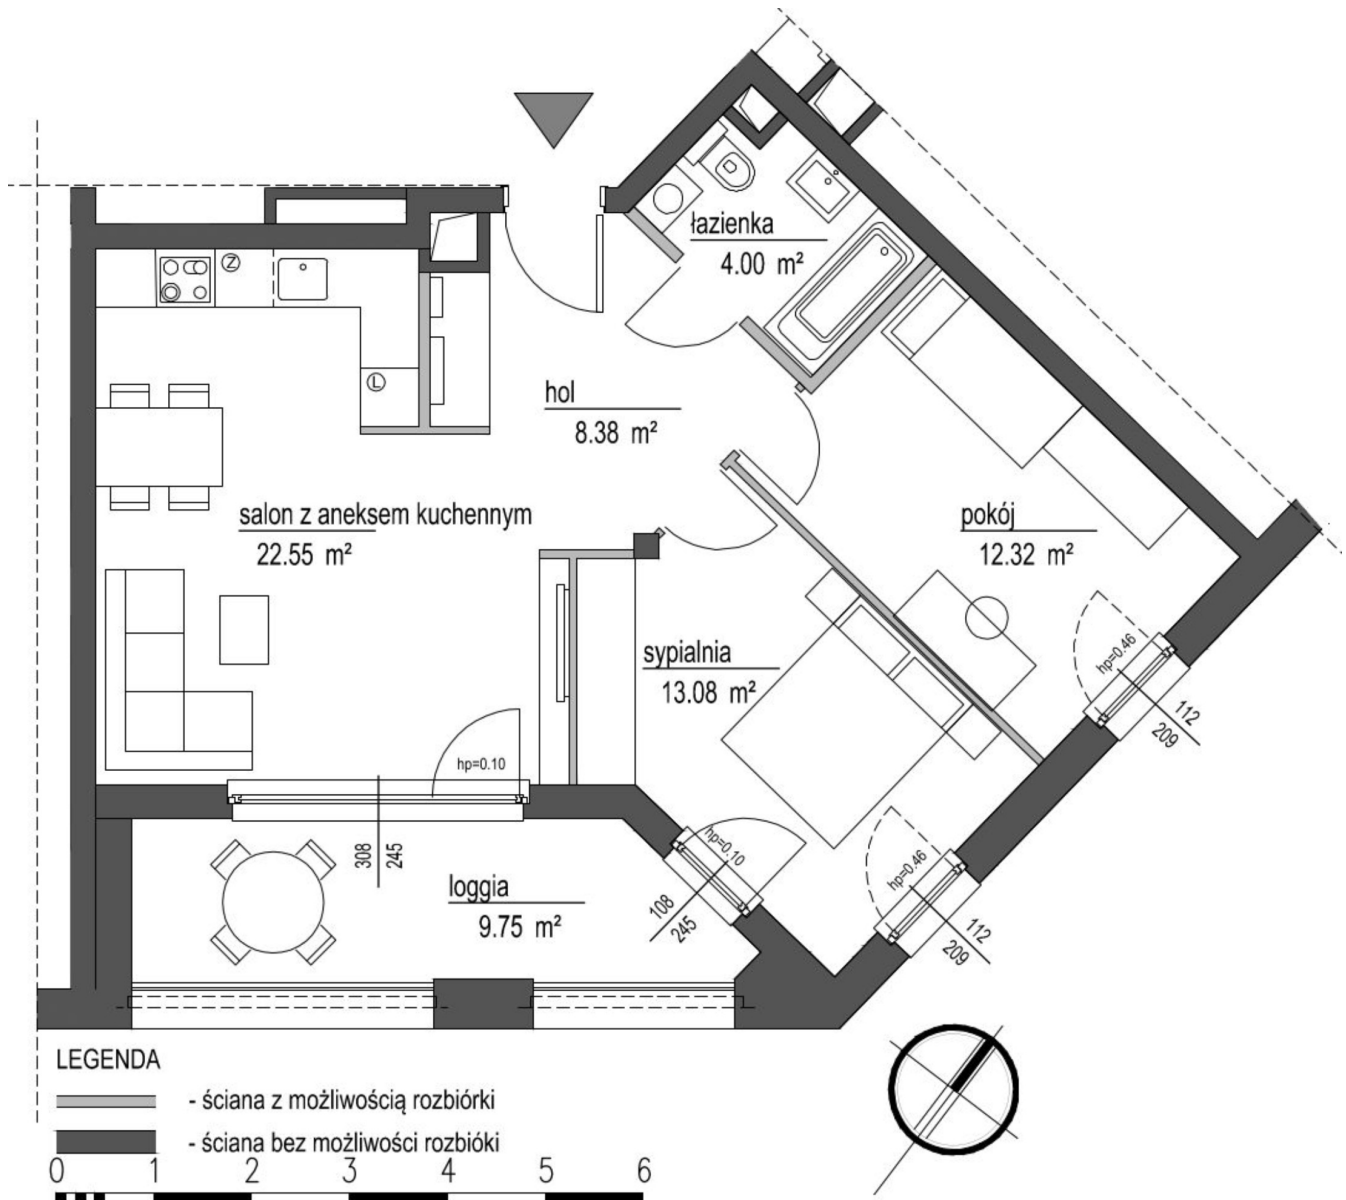 łazienka
4.00 m²
Z
L
hol
8.38 m²
salon z aneksem kuchennym
22.55 m²
pokój
12.32 m²
sypialnia
13.08 m²
hp=0.46
112
209
hp=0.10
308
245
hp=0.10
108
245
hp=0.46
112
209
loggia
9.75 m²
LEGENDA
- ściana z możliwością rozbiórki
- ściana bez możliwości rozbióki
0 1 2 3 4 5 6